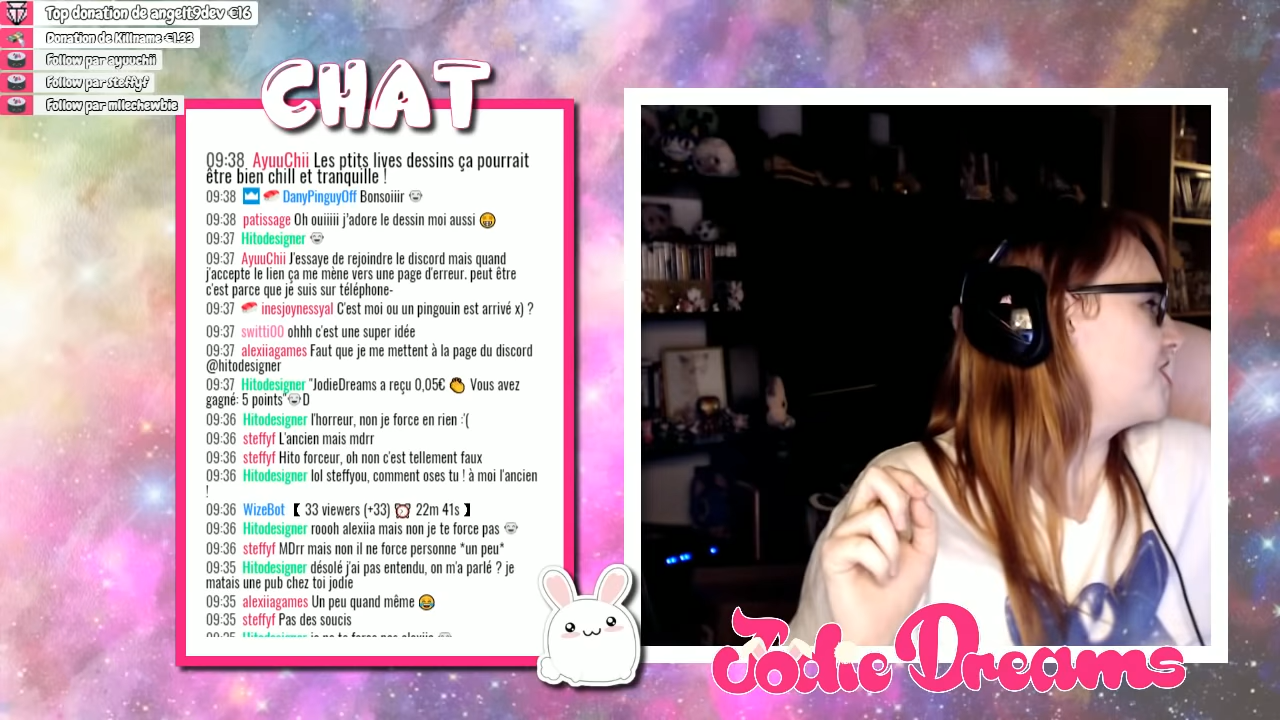 Top donation de angett9dev €16
Donation de Killname €1.33
Follow par ayuuchii
Follow par steffyf
Follow par mllechewbie
CHAT
09:38 AyuuChii Les ptits lives dessins ça pourrait
être bien chill et tranquille !
09:38 DanyPinguyOff Bonsoiiir
09:38 patissage Oh ouiiiii j'adore le dessin moi aussi 😁
09:37 Hitodesigner
09:37 AyuuChii J'essaye de rejoindre le discord mais quand
j'accepte le lien ça me mène vers une page d'erreur. peut être
c'est parce que je suis sur téléphone-
09:37 inesjoynessyal C'est moi ou un pingouin est arrivé x) ?
09:37 switti00 ohhh c'est une super idée
09:37 alexiiagames Faut que je me mettent à la page du discord
@hitodesigner
09:37 Hitodesigner "JodieDreams a reçu 0,05€ 👏 Vous avez
gagné: 5 points" D
09:36 Hitodesigner l'horreur, non je force en rien :'(
09:36 steffyf L'ancien mais mdrr
09:36 steffyf Hito forceur, oh non c'est tellement faux
09:36 Hitodesigner lol steffyou, comment oses tu ! à moi l'ancien
!
09:36 WizeBot 【 33 viewers (+33) ⏰ 22m 41s 】
09:36 Hitodesigner roooh alexiia mais non je te force pas
09:36 steffyf MDrr mais non il ne force personne *un peu*
09:35 Hitodesigner désolé j'ai pas entendu, on m'a parlé ? je
matais une pub chez toi jodie
09:35 alexiiagames Un peu quand même 😂
09:35 steffyf Pas des soucis
Jodie Dreams